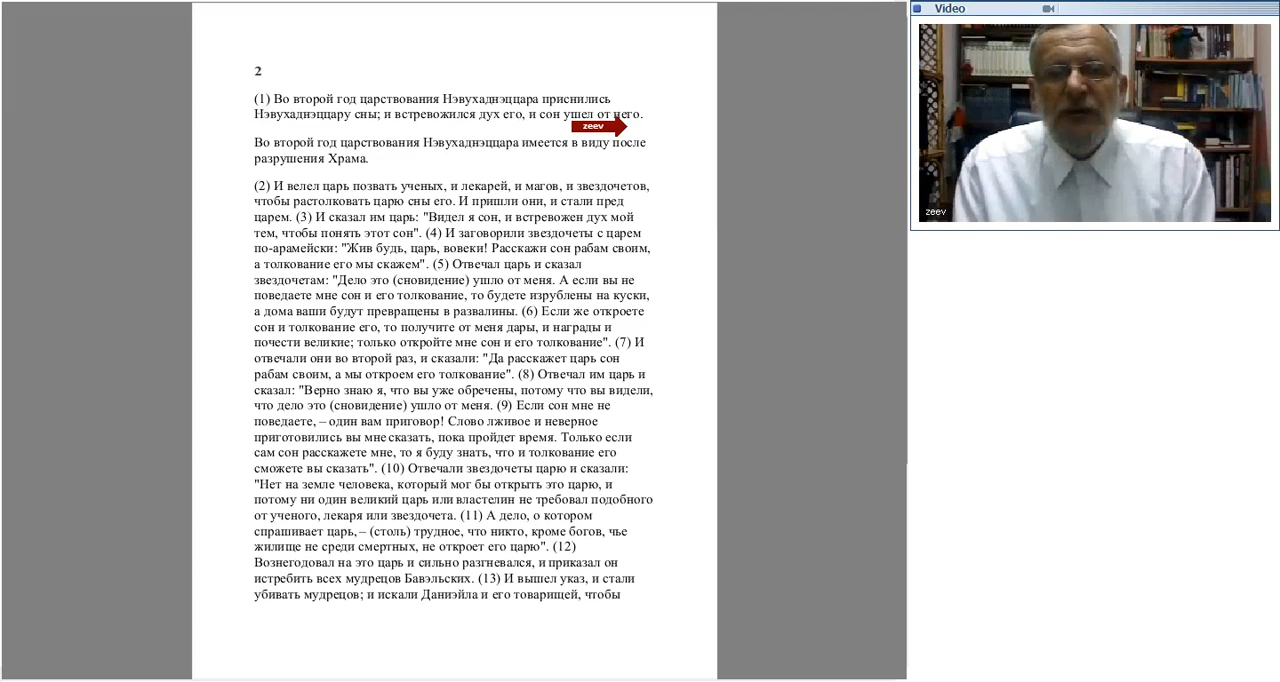 2
(1) Во второй год царствования Нэвухаднэццара приснились
Нэвухаднэццару сны; и встревожился дух его, и сон ушел от него.
zeev
Во второй год царствования Нэвухаднэццара имеется в виду после
разрушения Храма.
(2) И велел царь позвать ученых, и лекарей, и магов, и звездочетов,
чтобы растолковать царю сны его. И пришли они, и стали пред
царем. (3) И сказал им царь: "Видел я сон, и встревожен дух мой
тем, чтобы понять этот сон". (4) И заговорили звездочеты с царем
по-арамейски: "Жив будь, царь, вовеки! Расскажи сон рабам своим,
а толкование его мы скажем". (5) Отвечал царь и сказал
звездочетам: "Дело это (сновидение) ушло от меня. А если вы не
поведаете мне сон и его толкование, то будете изрублены на куски,
а дома ваши будут превращены в развалины. (6) Если же откроете
сон и толкование его, то получите от меня дары, и награды и
почести великие; только откройте мне сон и его толкование". (7) И
отвечали они во второй раз, и сказали: "Да расскажет царь сон
рабам своим, а мы откроем его толкование". (8) Отвечал им царь и
сказал: "Верно знаю я, что вы уже обречены, потому что вы видели,
что дело это (сновидение) ушло от меня. (9) Если сон мне не
поведаете, – один вам приговор! Слово лживое и неверное
приготовились вы мне сказать, пока пройдет время. Только если
сам сон расскажете мне, то я буду знать, что и толкование его
сможете вы сказать". (10) Отвечали звездочеты царю и сказали:
"Нет на земле человека, который мог бы открыть это царю, и
потому ни один великий царь или властелин не требовал подобного
от ученого, лекаря или звездочета. (11) А дело, о котором
спрашивает царь, – (столь) трудное, что никто, кроме богов, чье
жилище не среди смертных, не откроет его царю". (12)
Вознегодовал на это царь и сильно разгневался, и приказал он
истребить всех мудрецов Бавэльских. (13) И вышел указ, и стали
убивать мудрецов; и искали Даниэйла и его товарищей, чтобы
Video
zeev